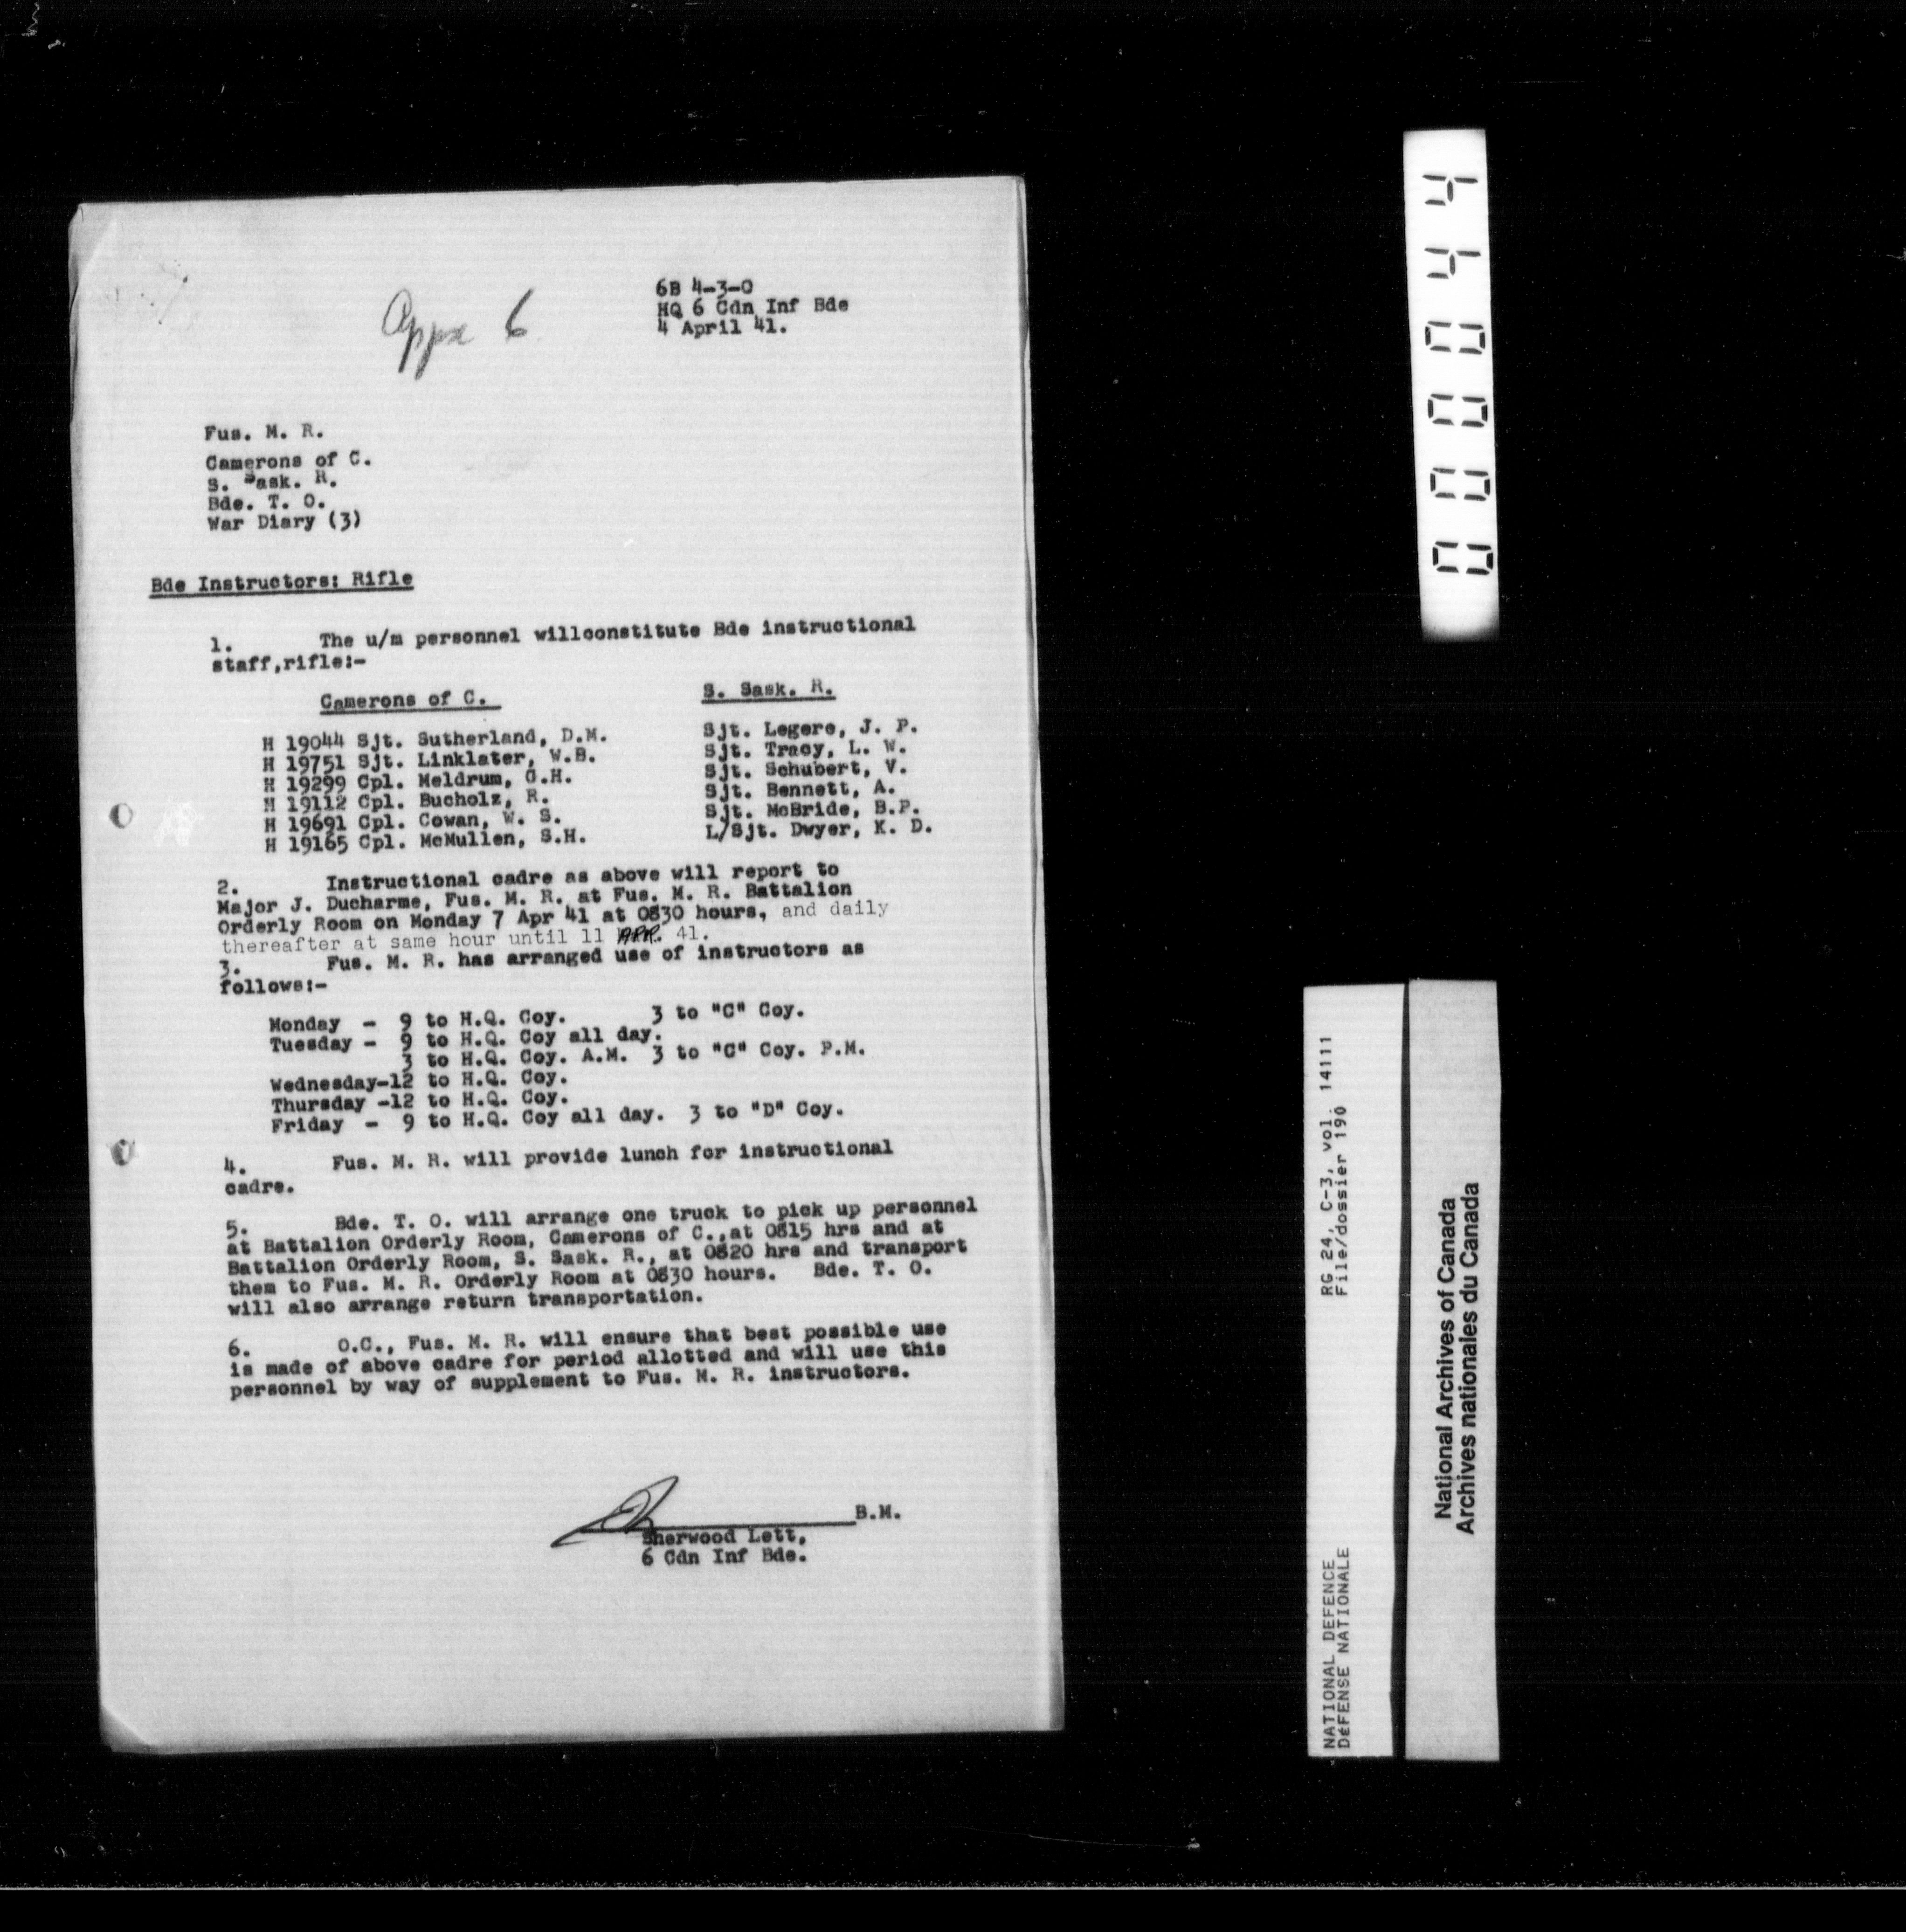 Appx 6
6B 4-3-0
HQ 6 Cdn Inf Bde
4 April 41.
Fus. M. R.
Camerons of C.
S. Sask. R.
Bde. T. O.
War Diary (3)
Bde Instructors: Rifle
1. The u/m personnel willconstitute Bde instructional
staff,rifle:-
Camerons of C. S. Sask. R.
H 19044 Sjt. Sutherland, D.M. Sjt. Legere, J. P.
H 19751 Sjt. Linklater, W.B. Sjt. Tracy, L. W.
H 19299 Cpl. Meldrum, G.H. Sjt. Schubert, V.
H 19112 Cpl. Bucholz, R. Sjt. Bennett, A.
H 19691 Cpl. Cowan, W. S. Sjt. McBride, B.P.
H 19165 Cpl. McMullen, S.H. L/Sjt. Dwyer, K. D.
2. Instructional cadre as above will report to
Major J. Ducharme, Fus. M. R. at Fus. M. R. Battalion
Orderly Room on Monday 7 Apr 41 at 0830 hours, and daily
thereafter at same hour until 11 APR. 41.
3. Fus. M. R. has arranged use of instructors as
follows:-
Monday - 9 to H.Q. Coy. 3 to "C" Coy.
Tuesday - 9 to H.Q. Coy all day.
3 to H.Q. Coy. A.M. 3 to "C" Coy. P.M.
Wednesday-12 to H.Q. Coy.
Thursday -12 to H.Q. Coy.
Friday - 9 to H.Q. Coy all day. 3 to "D" Coy.
4. Fus. M. R. will provide lunch for instructional
cadre.
5. Bde. T. O. will arrange one truck to pick up personnel
at Battalion Orderly Room, Camerons of C.,at 0815 hrs and at
Battalion Orderly Room, S. Sask. R., at 0820 hrs and transport
them to Fus. M. R. Orderly Room at 0830 hours. Bde. T. O.
will also arrange return transportation.
6. O.C., Fus. M. R. will ensure that best possible use
is made of above cadre for period allotted and will use this
personnel by way of supplement to Fus. M. R. instructors.
B.M.
Sherwood Lett,
6 Cdn Inf Bde.
000044
NATIONAL DEFENCE RG 24, C-3, vol. 14111
DéFENSE NATIONALE File/dossier 190
National Archives of Canada
Archives nationales du Canada